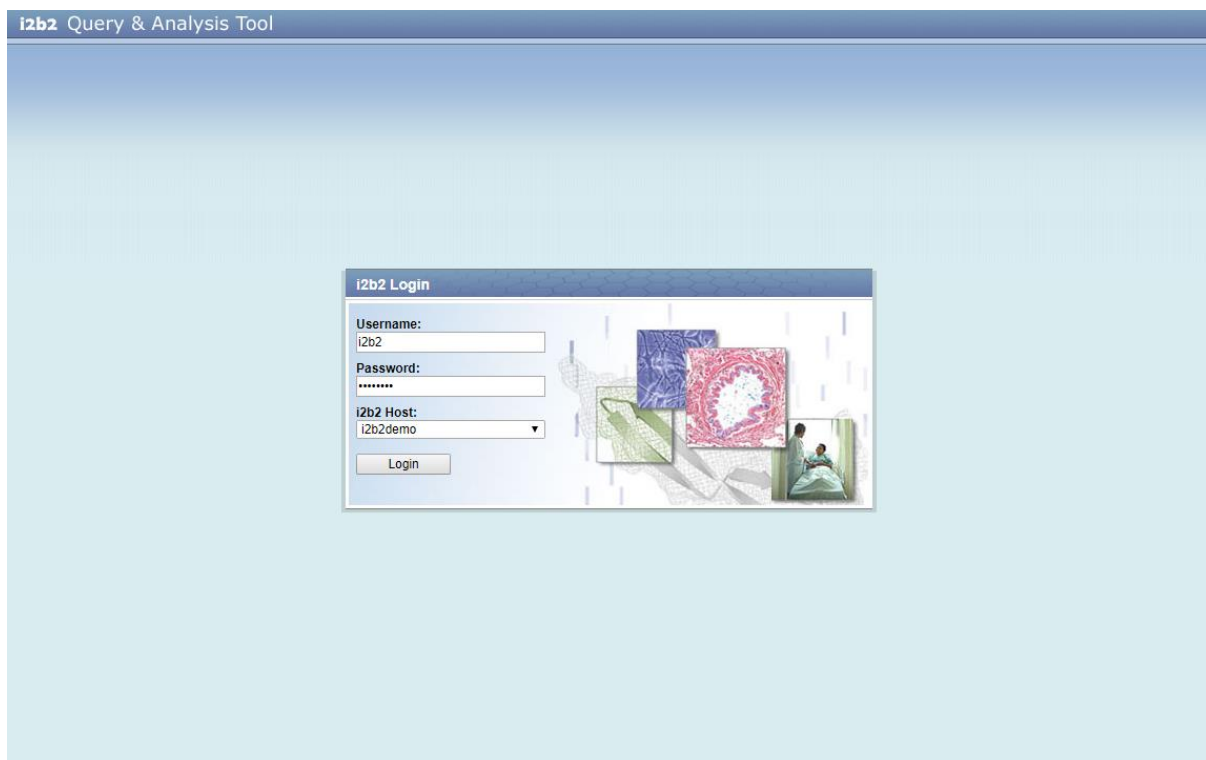 i2b2 Query & Analysis Tool
i2b2 Login
Username:
i2b2
Password:
••••••••
i2b2 Host:
i2b2demo
Login